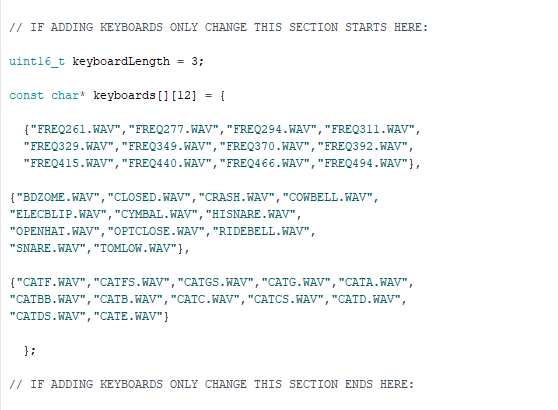 // IF ADDING KEYBOARDS ONLY CHANGE THIS SECTION STARTS HERE:
uint16_t keyboardLength = 3;
const char* keyboards[][12] = {
{"FREQ261.WAV","FREQ277.WAV","FREQ294.WAV","FREQ311.WAV",
"FREQ329.WAV","FREQ349.WAV","FREQ370.WAV","FREQ392.WAV",
"FREQ415.WAV","FREQ440.WAV","FREQ466.WAV","FREQ494.WAV"},
{"BDZOME.WAV","CLOSED.WAV","CRASH.WAV","COWBELL.WAV",
"ELECBLIP.WAV","CYMBAL.WAV","HISNARE.WAV",
"OPENHAT.WAV","OPTCLOSE.WAV","RIDEBELL.WAV",
"SNARE.WAV","TOMLOW.WAV"},
{"CATF.WAV","CATFS.WAV","CATGS.WAV","CATG.WAV","CATA.WAV",
"CATBB.WAV","CATB.WAV","CATC.WAV","CATCS.WAV","CATD.WAV",
"CATDS.WAV","CATE.WAV"}
};
// IF ADDING KEYBOARDS ONLY CHANGE THIS SECTION ENDS HERE: